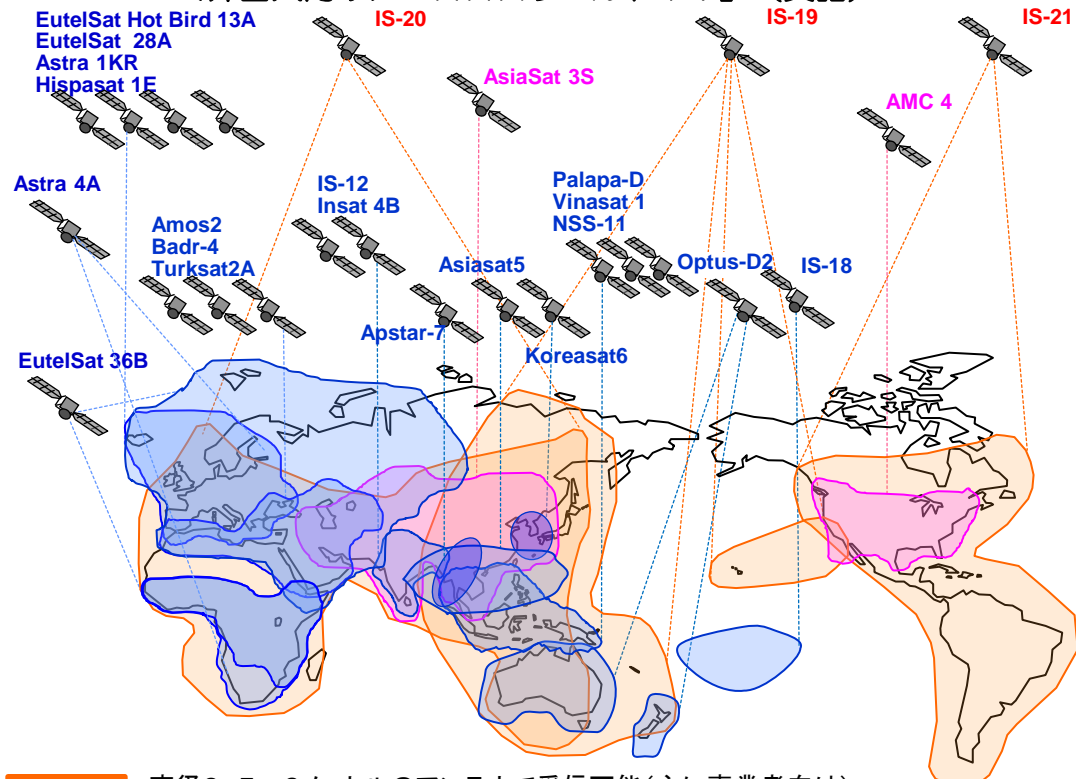 EutelSat Hot Bird 13A
EutelSat 28A
Astra 1KR
Hispasat 1E
IS-20
IS-19
IS-21
AsiaSat 3S
AMC 4
Astra 4A
IS-12
Insat 4B
Palapa-D
Vinasat 1
NSS-11
Amos2
Badr-4
Turksat2A
Asiasat5
Optus-D2
IS-18
Apstar-7
Koreasat6
EutelSat 36B